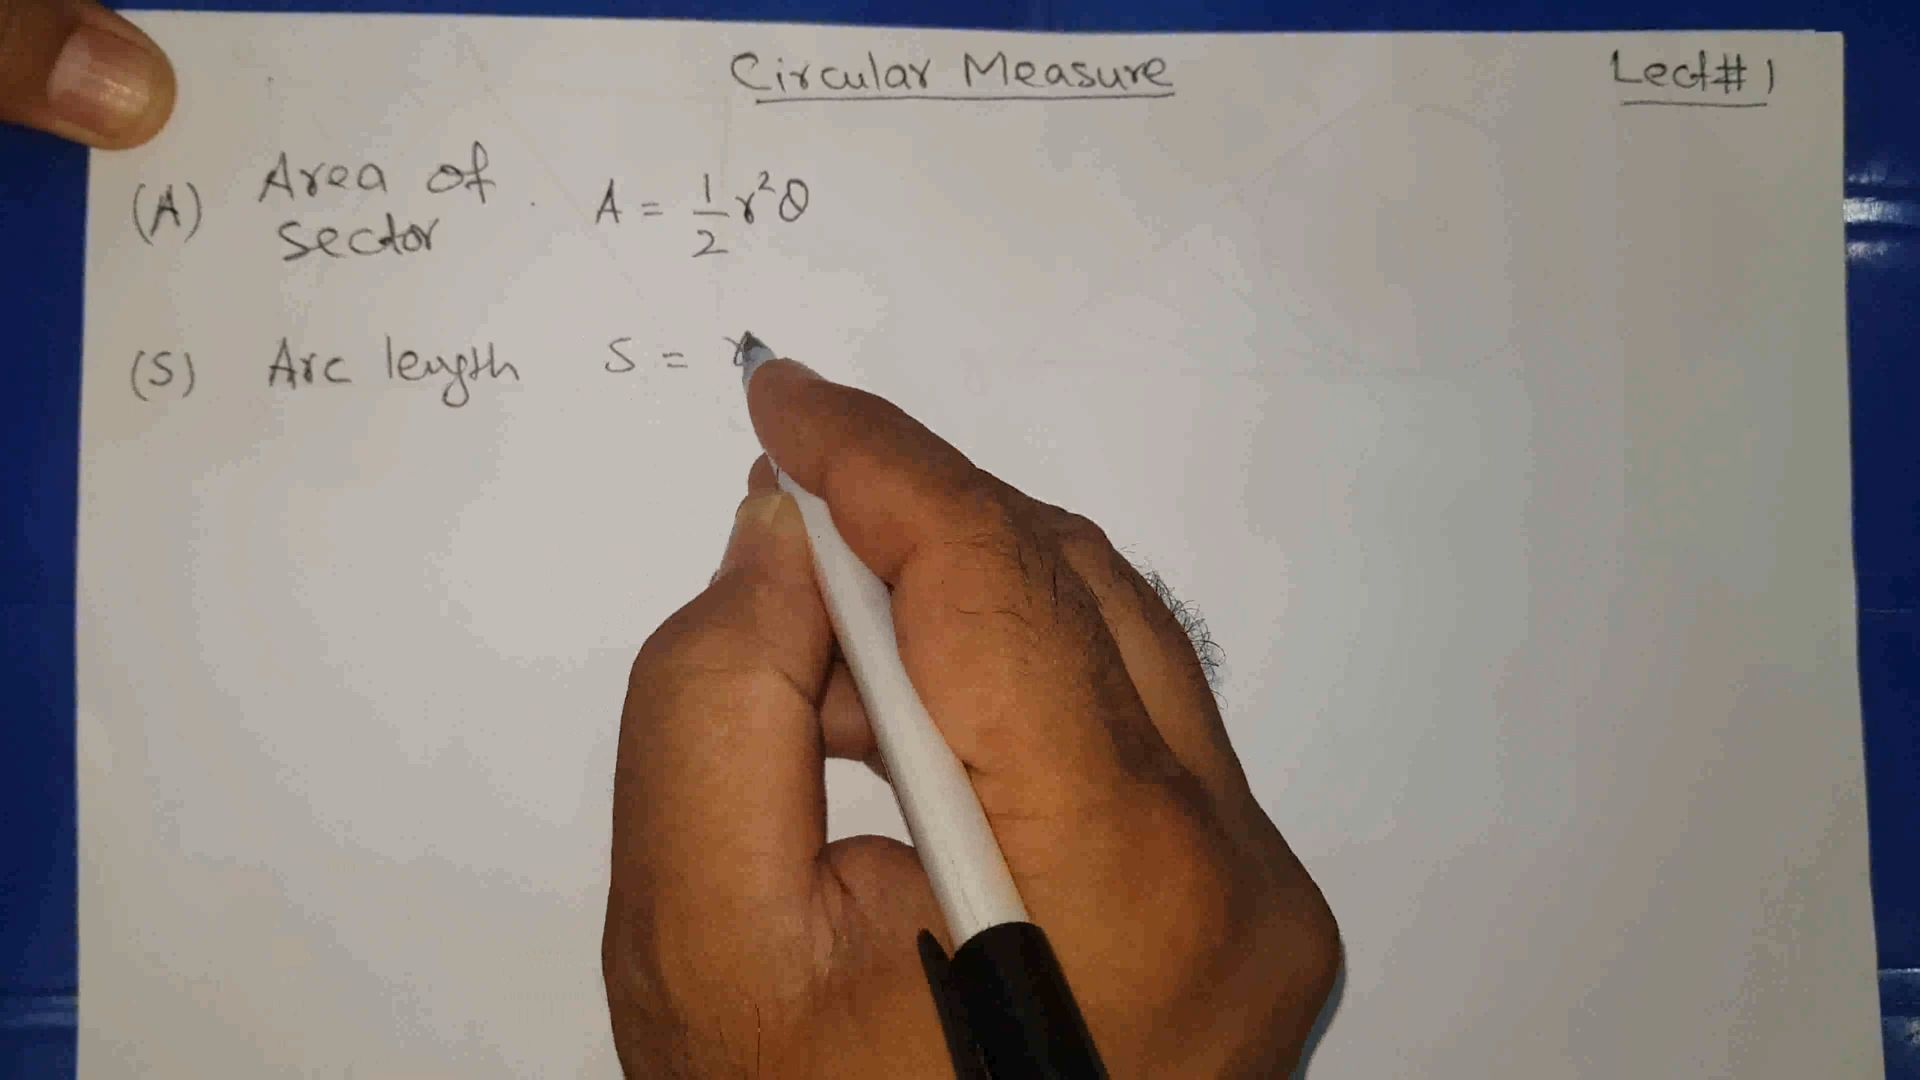 Circular Measure
Lect# 1
(A) Area of sector A = 1/2 r²θ
(S) Arc length S = r